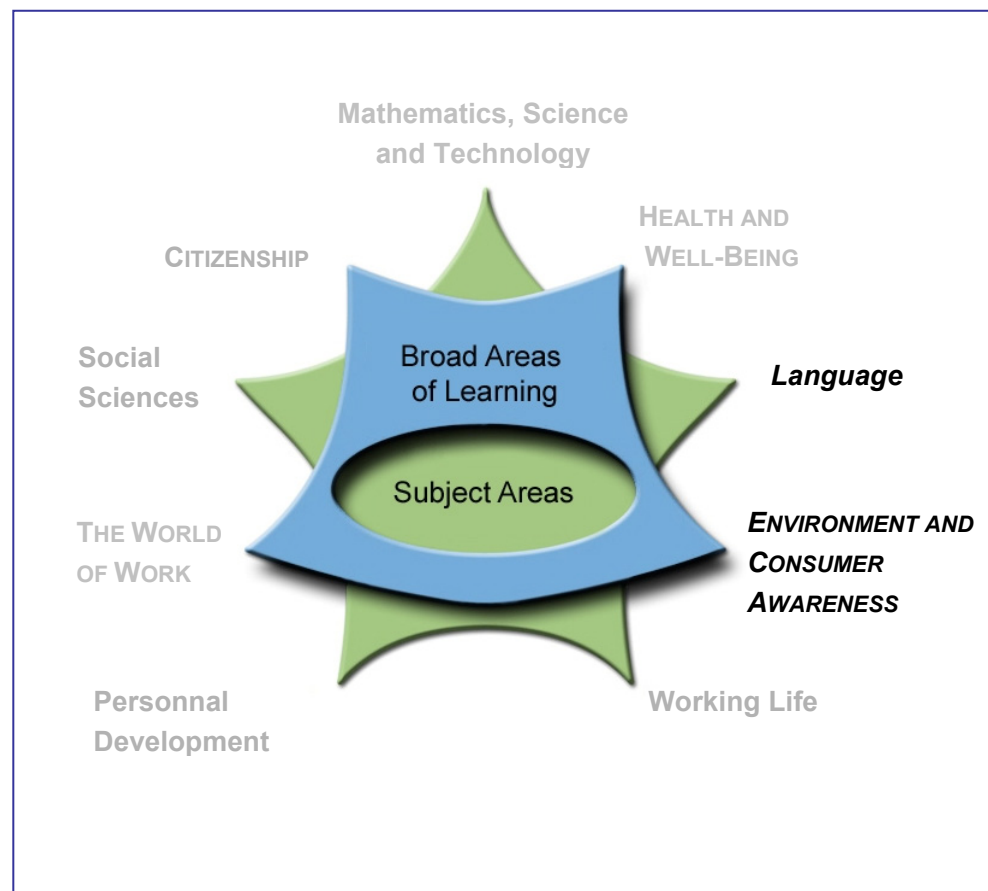 Mathematics, Science
and Technology
HEALTH AND
WELL-BEING
CITIZENSHIP
Broad Areas
of Learning
Social
Sciences
Language
Subject Areas
ENVIRONMENT AND
CONSUMER
AWARENESS
THE WORLD
OF WORK
Personnal
Development
Working Life